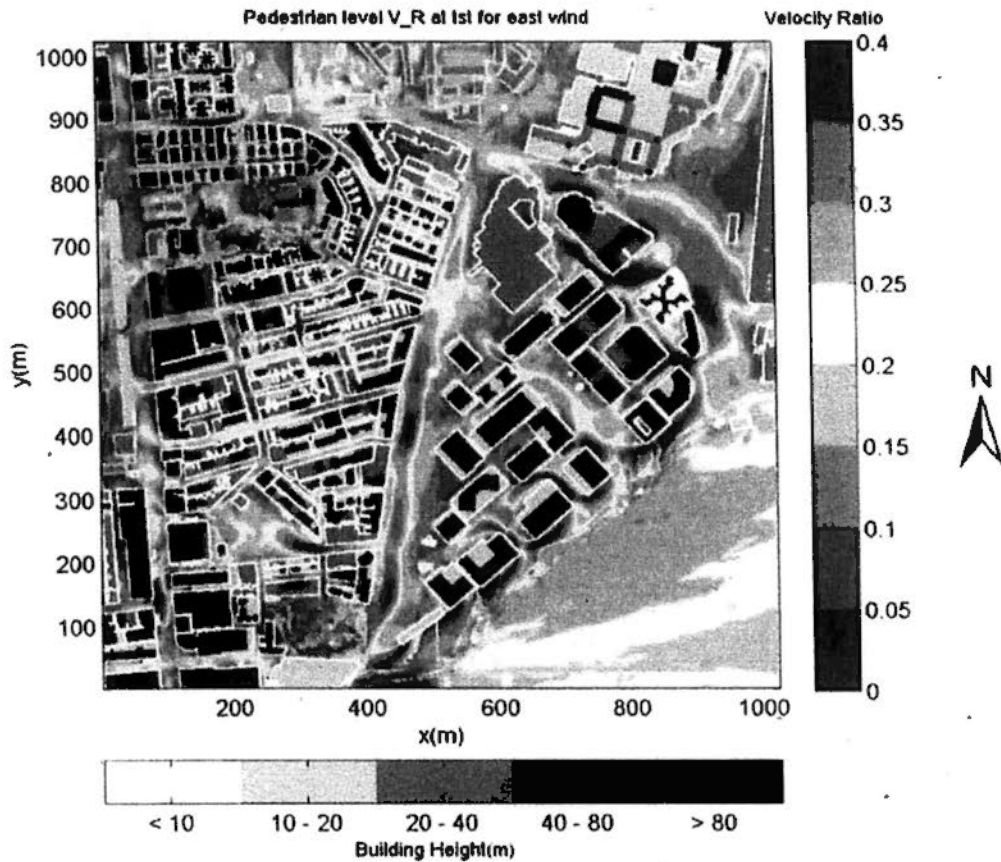 Pedestrian level V_R at tst for east wind
Velocity Ratio
1000
900
800
700
600
500
400
300
200
100
y(m)
200
400
600
800
1000
x(m)
0.4
0.35
0.3
0.25
0.2
0.15
0.1
0.05
0
N
< 10
10 - 20
20 - 40
40 - 80
> 80
Building Height(m)